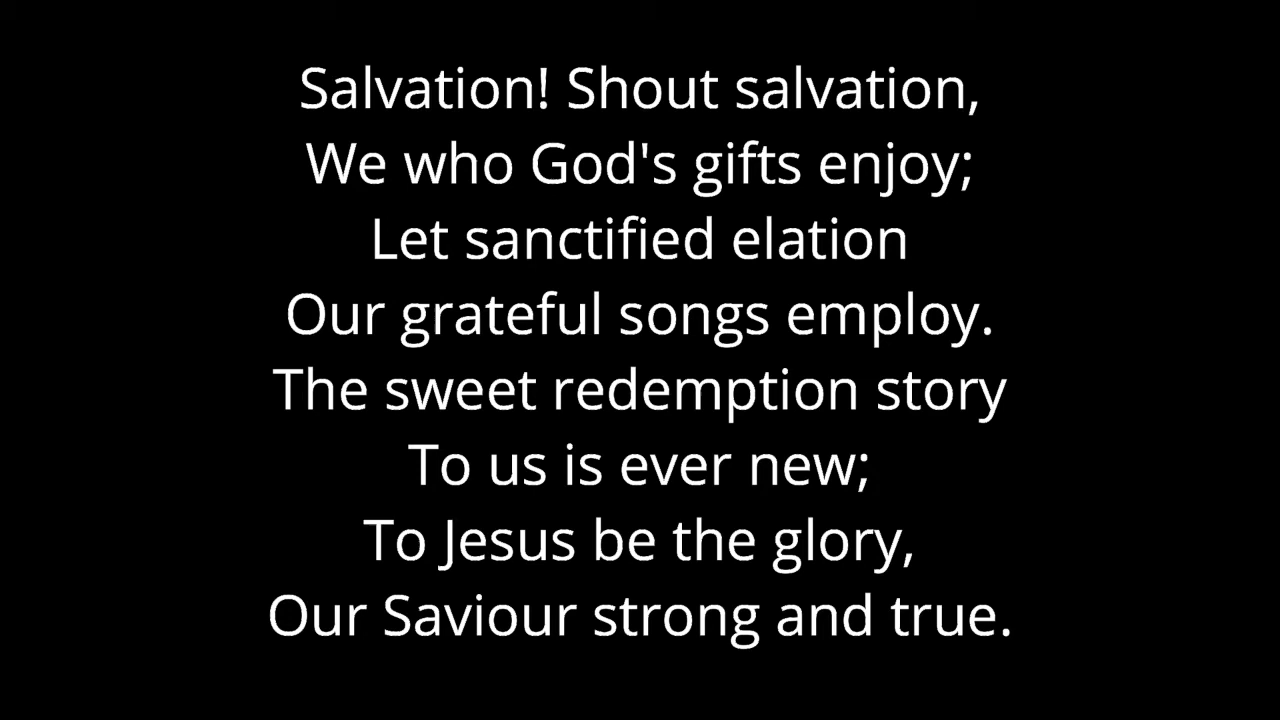 Salvation! Shout salvation,
We who God's gifts enjoy;
Let sanctified elation
Our grateful songs employ.
The sweet redemption story
To us is ever new;
To Jesus be the glory,
Our Saviour strong and true.